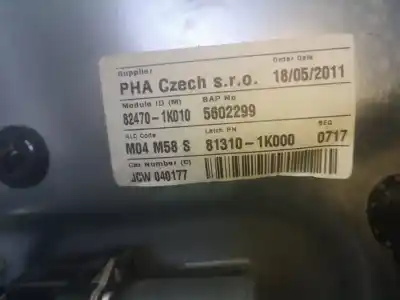 Supplier Order Date
PHA Czech s.r.o. 18/05/2011
Module ID (M) SAP No
82470-1K010 5602299
ALC Code Latch PN SEQ
M04 M58 S 81310-1K000 0717
Car Number (C)
JCW 040177